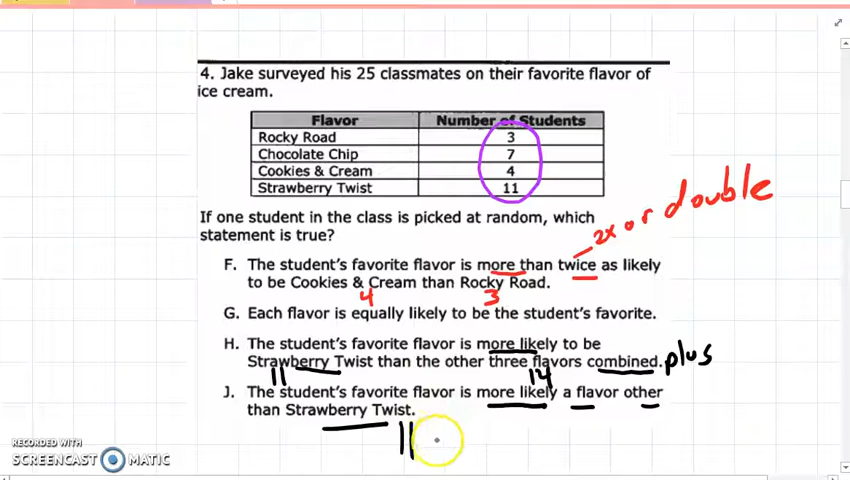 4. Jake surveyed his 25 classmates on their favorite flavor of
ice cream.
Flavor Number of Students
Rocky Road 3
Chocolate Chip 7
Cookies & Cream 4
Strawberry Twist 11
If one student in the class is picked at random, which
statement is true?
2x or double
F. The student's favorite flavor is more than twice as likely
to be Cookies & Cream than Rocky Road.
4 3
G. Each flavor is equally likely to be the student's favorite.
H. The student's favorite flavor is more likely to be
Strawberry Twist than the other three flavors combined. plus
11 14
J. The student's favorite flavor is more likely a flavor other
than Strawberry Twist.
11
RECORDED WITH
SCREENCAST MATIC